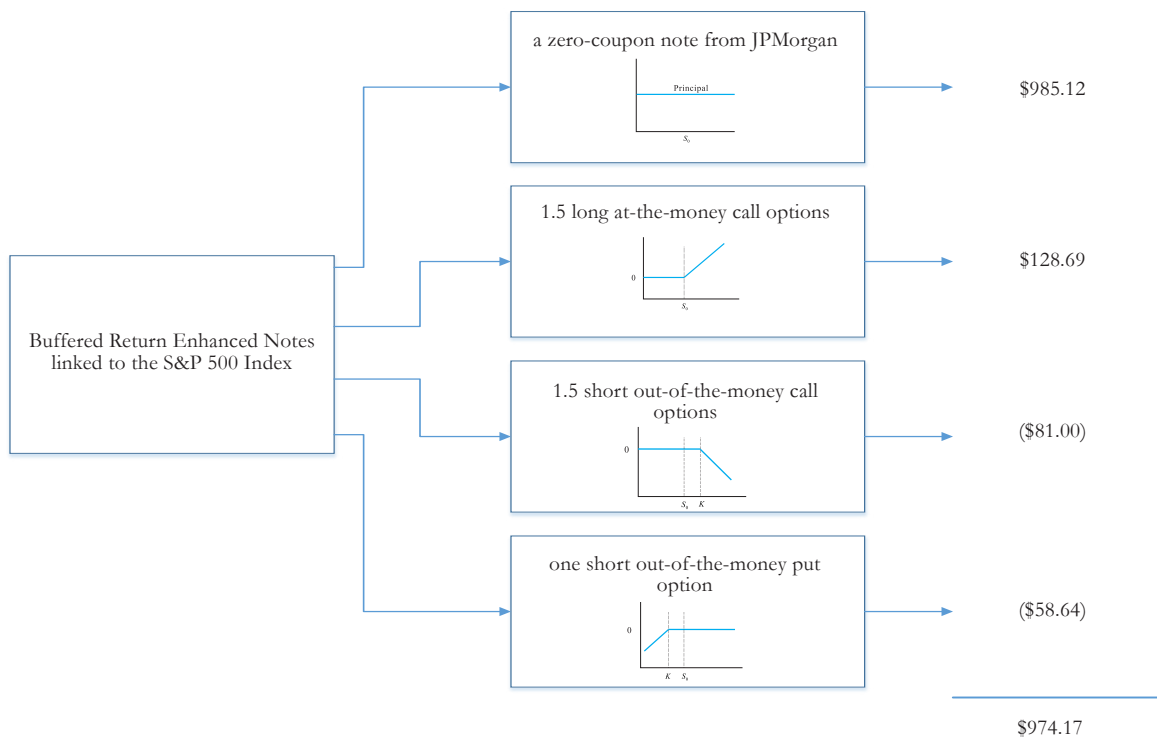 a zero-coupon note from JPMorgan
Principal
S₀
$985.12
1.5 long at-the-money call options
0
S₀
$128.69
Buffered Return Enhanced Notes
linked to the S&P 500 Index
1.5 short out-of-the-money call
options
0
S₀ K
($81.00)
one short out-of-the-money put
option
0
K S₀
($58.64)
$974.17